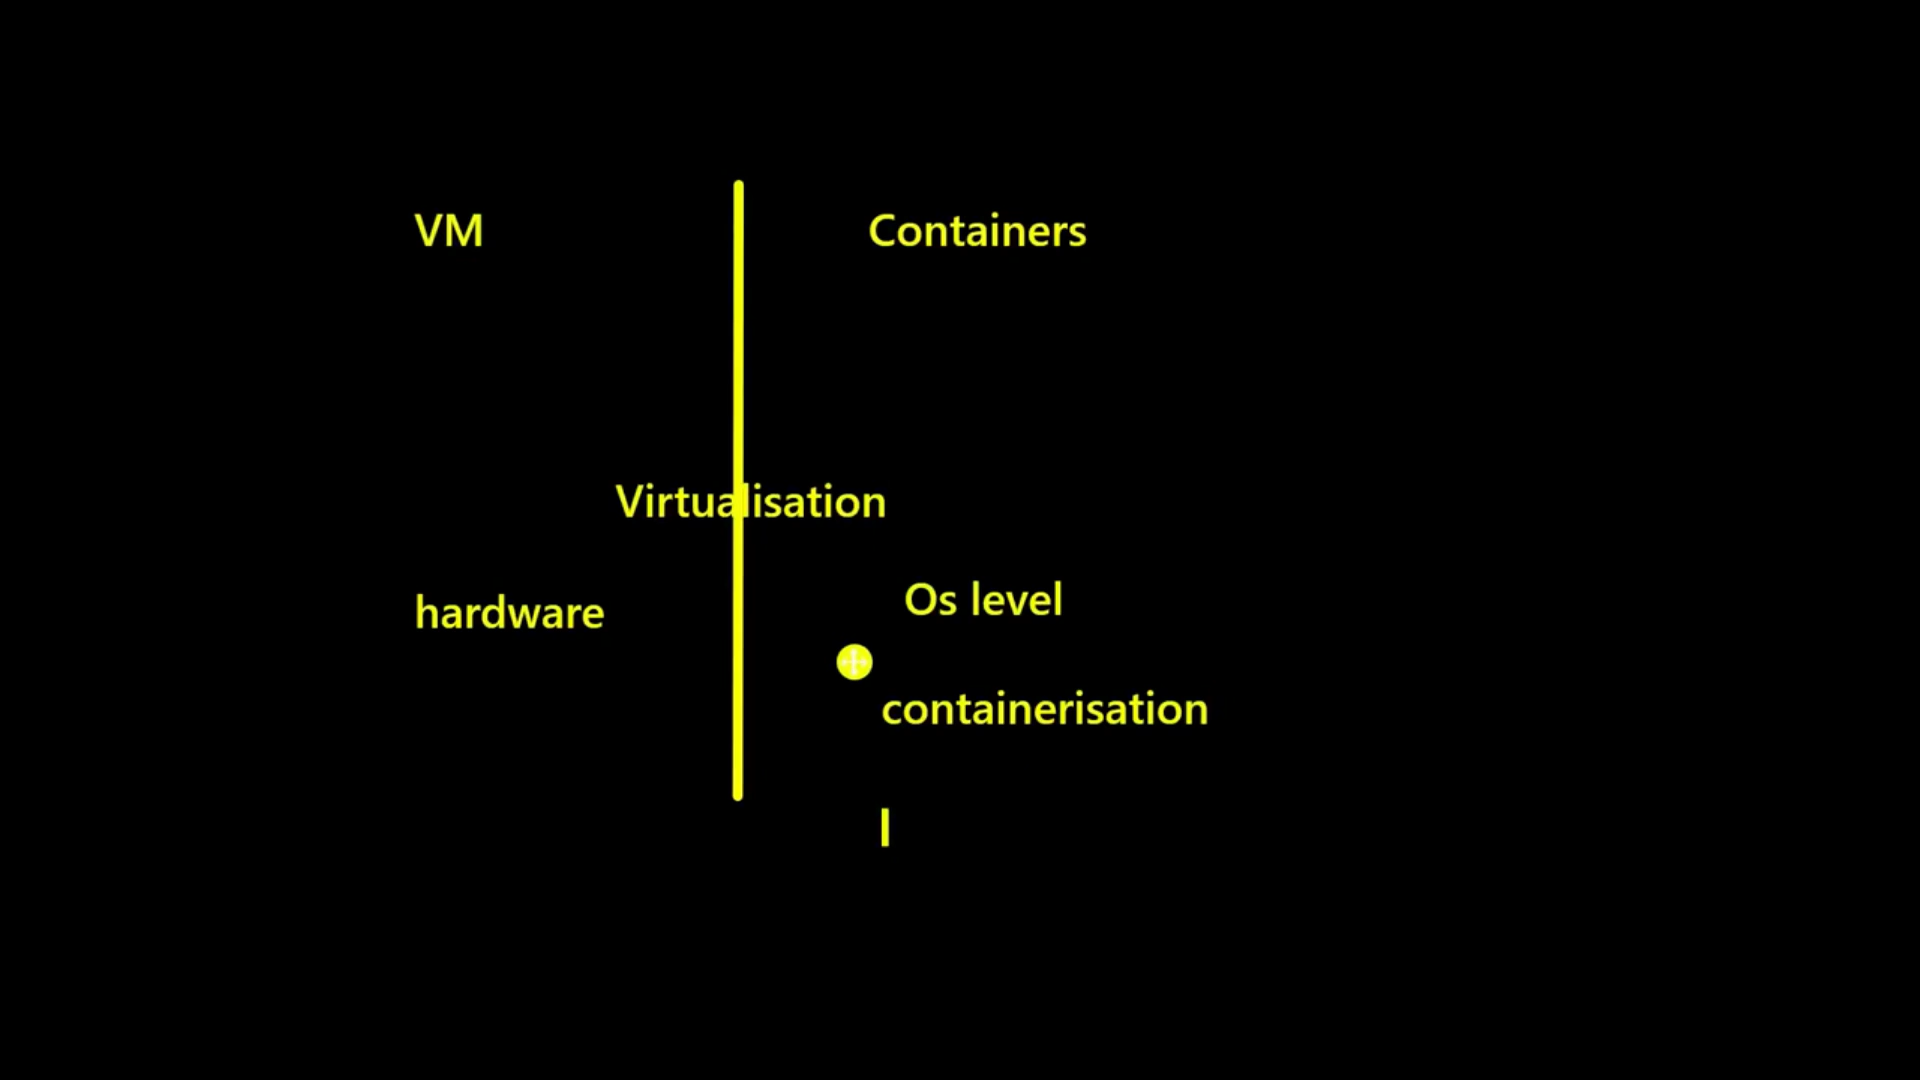 VM
Containers
Virtualisation
hardware
Os level
containerisation